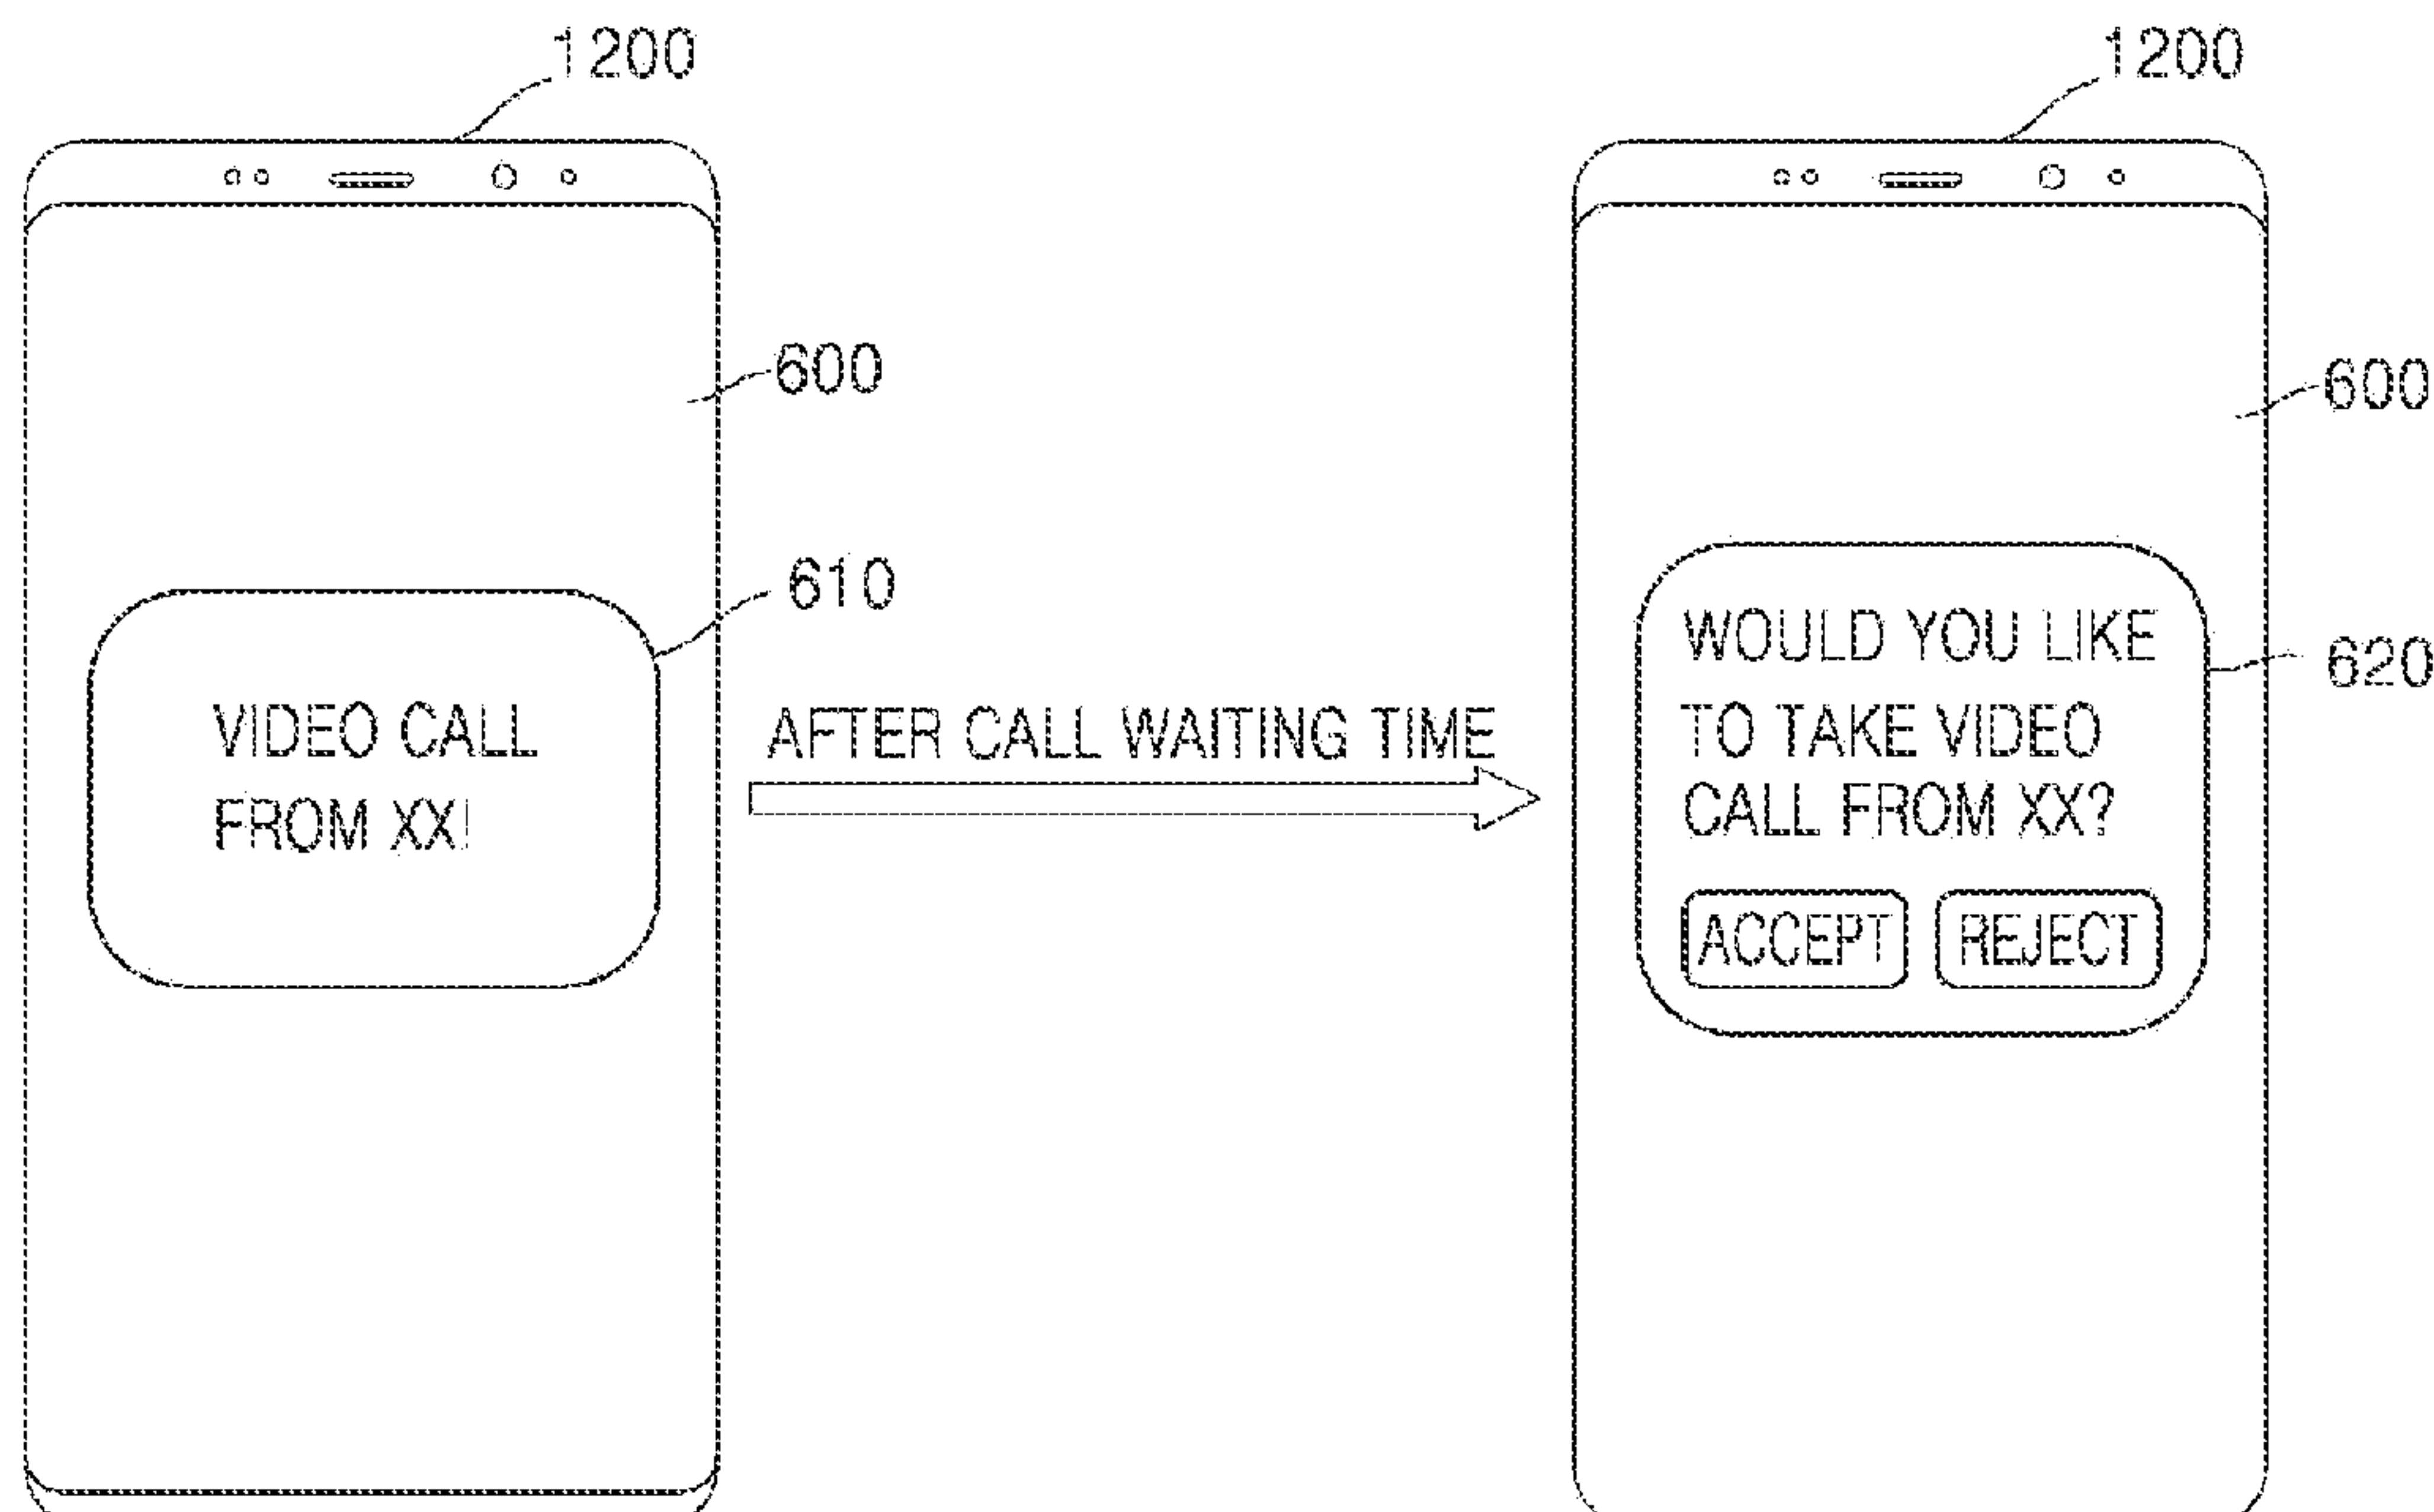 1200
600
610
VIDEO CALL
FROM XX!
AFTER CALL WAITING TIME
1200
600
620
WOULD YOU LIKE
TO TAKE VIDEO
CALL FROM XX?
ACCEPT
REJECT